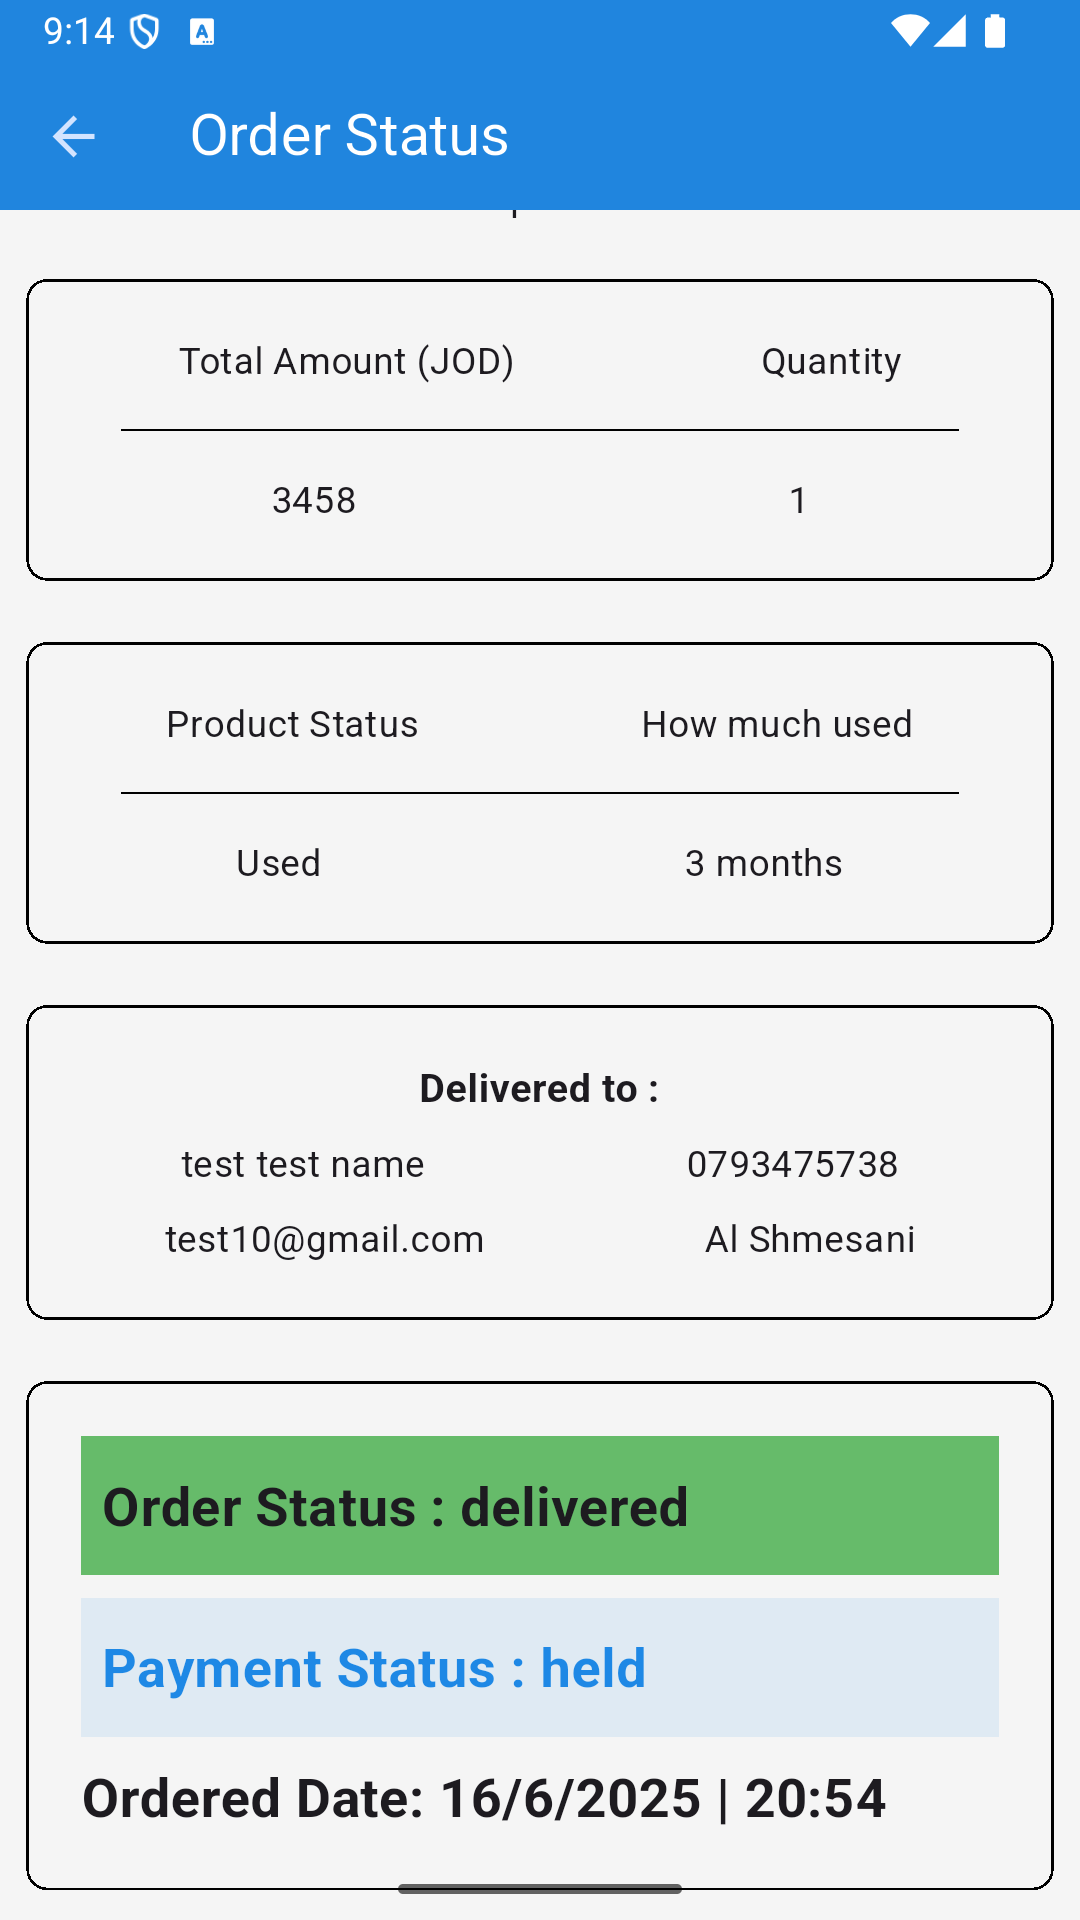 9:14
Order Status
Total Amount (JOD) Quantity
3458 1
Product Status How much used
Used 3 months
Delivered to :
test test name 0793475738
test10@gmail.com Al Shmesani
Order Status : delivered
Payment Status : held
Ordered Date: 16/6/2025 | 20:54